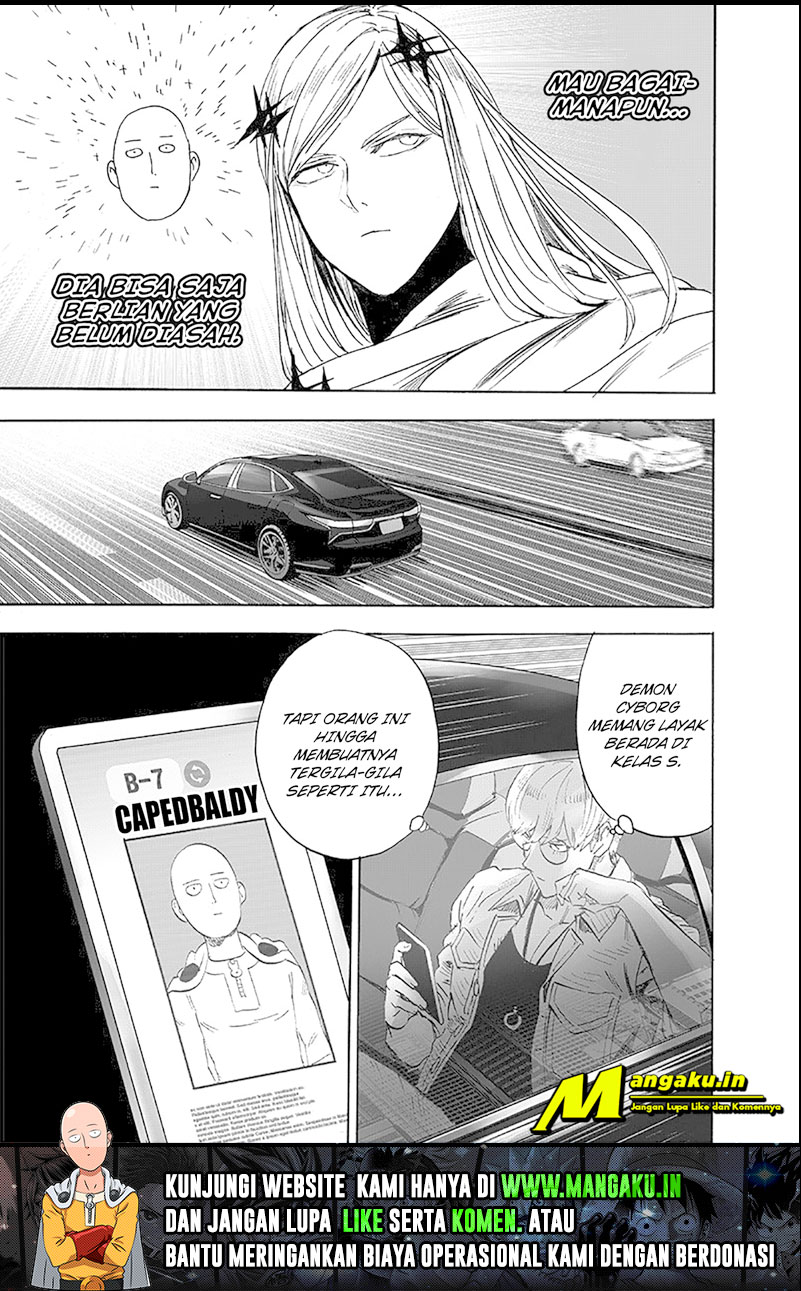 MAU BAGAI-
MANAPUN...
DIA BISA SAJA
BERLIAN YANG
BELUM DIASAH.
DEMON
CYBORG
MEMANG LAYAK
BERADA DI
KELAS S.
TAPI ORANG INI
HINGGA
MEMBUATNYA
TERGILA-GILA
SEPERTI ITU...
B-7
CAPEDBALDY
Mangaku.in
Jangan Lupa Like dan Komennya
KUNJUNGI WEBSITE KAMI HANYA DI WWW.MANGAKU.IN
DAN JANGAN LUPA LIKE SERTA KOMEN. ATAU
BANTU MERINGANKAN BIAYA OPERASIONAL KAMI DENGAN BERDONASI